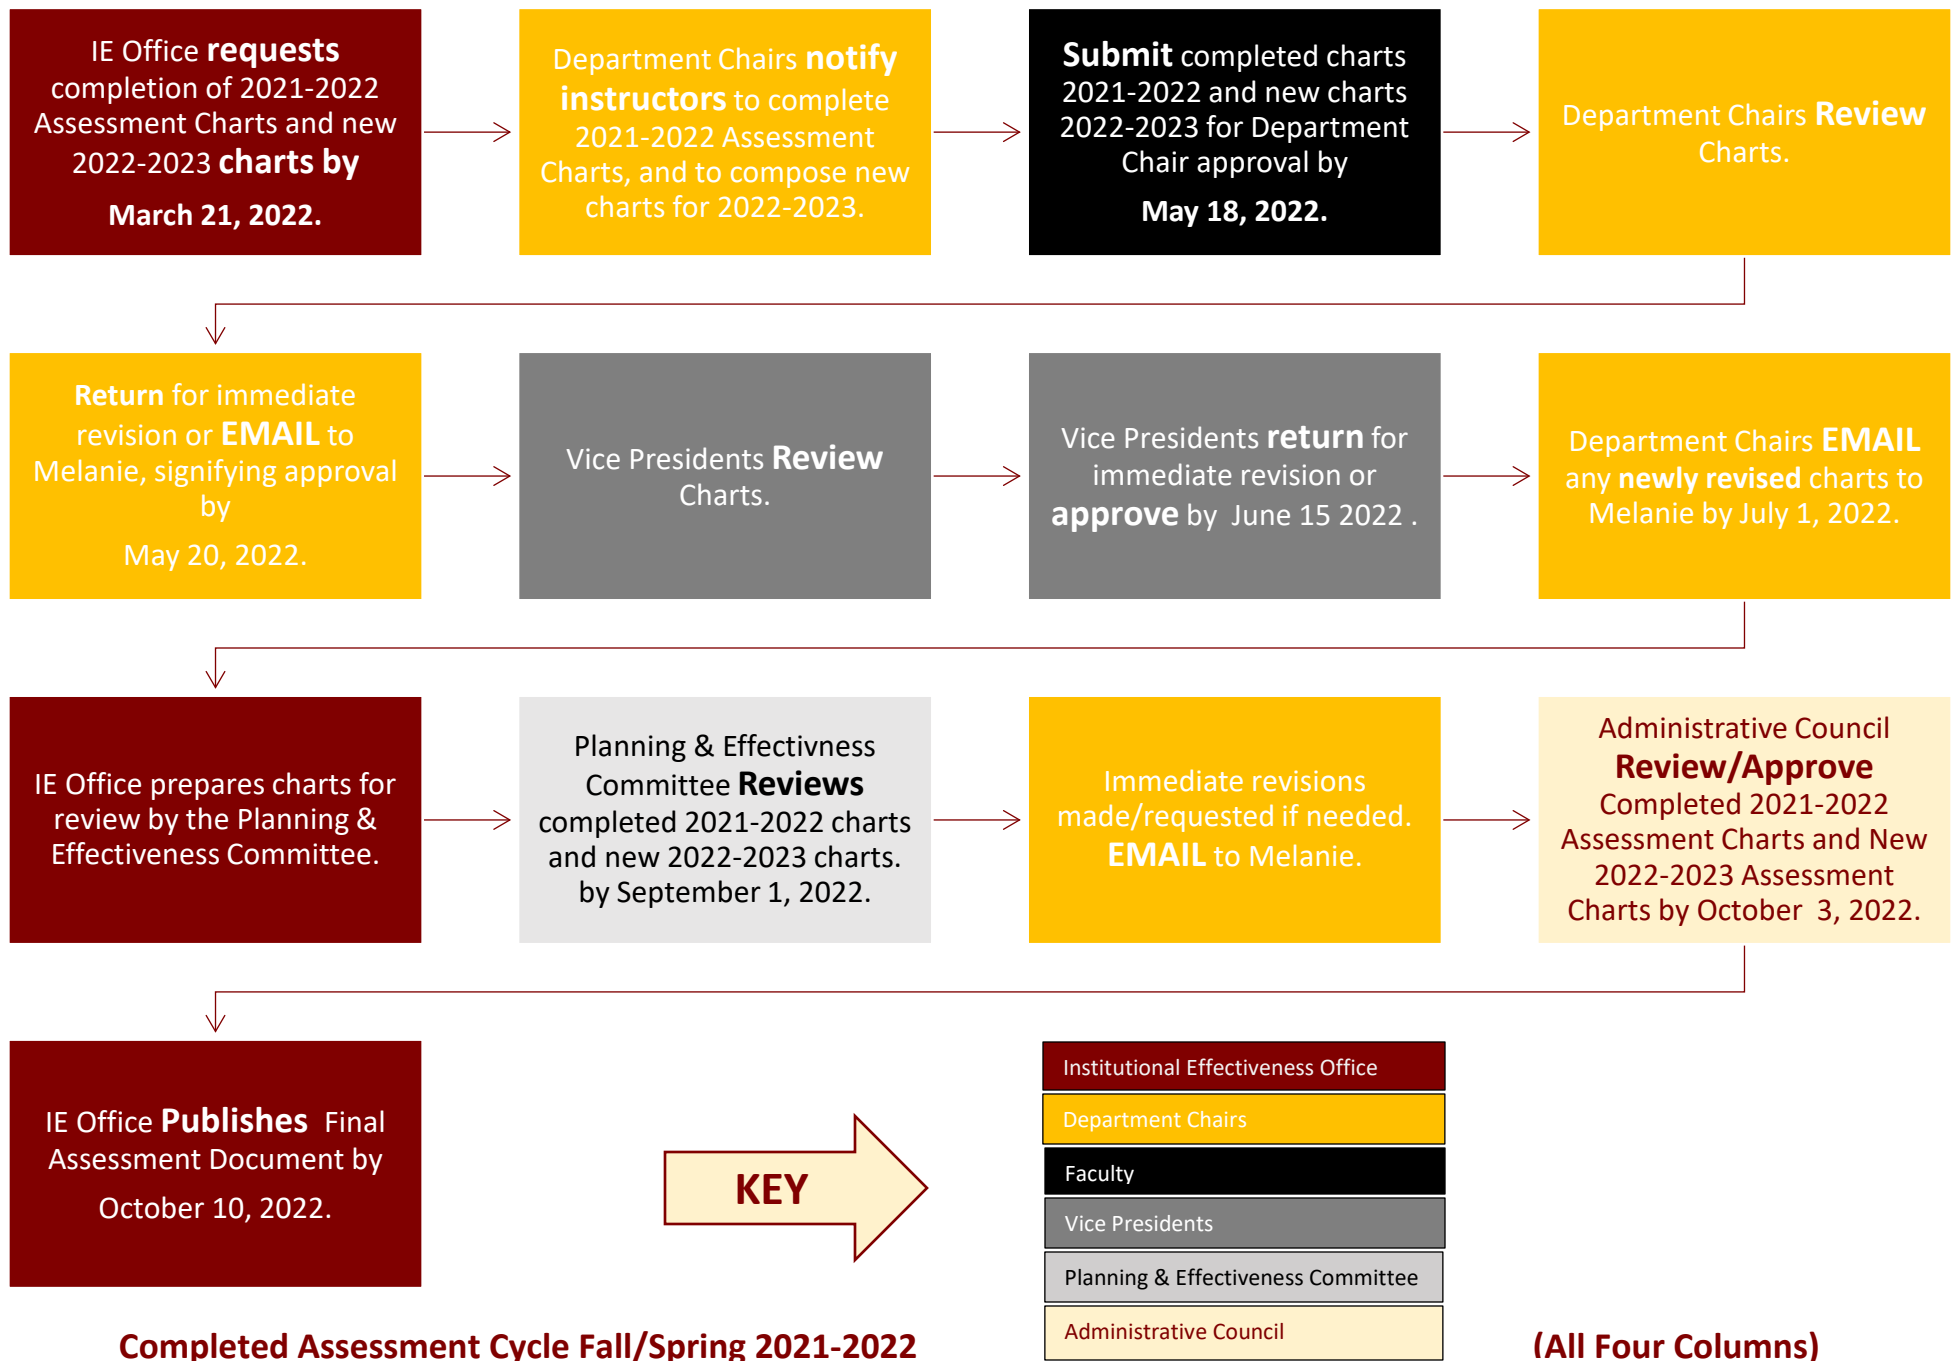 IE Office requests
completion of 2021-2022
Assessment Charts and new
2022-2023 charts by
March 21, 2022.
Department Chairs notify
instructors to complete
2021-2022 Assessment
Charts, and to compose new
charts for 2022-2023.
Submit completed charts
2021-2022 and new charts
2022-2023 for Department
Chair approval by
May 18, 2022.
Department Chairs Review
Charts.
Return for immediate
revision or EMAIL to
Melanie, signifying approval
by
May 20, 2022.
Vice Presidents Review
Charts.
Vice Presidents return for
immediate revision or
approve by June 15 2022 .
Department Chairs EMAIL
any newly revised charts to
Melanie by July 1, 2022.
IE Office prepares charts for
review by the Planning &
Effectiveness Committee.
Planning & Effectivness
Committee Reviews
completed 2021-2022 charts
and new 2022-2023 charts.
by September 1, 2022.
Immediate revisions
made/requested if needed.
EMAIL to Melanie.
Administrative Council
Review/Approve
Completed 2021-2022
Assessment Charts and New
2022-2023 Assessment
Charts by October 3, 2022.
IE Office Publishes Final
Assessment Document by
October 10, 2022.
KEY
Institutional Effectiveness Office
Department Chairs
Faculty
Vice Presidents
Planning & Effectiveness Committee
Administrative Council
Completed Assessment Cycle Fall/Spring 2021-2022
(All Four Columns)